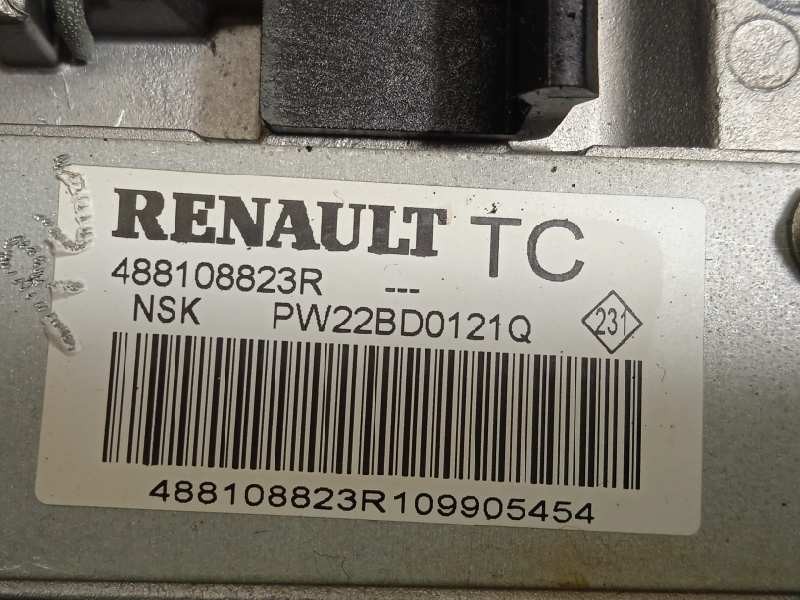 RENAULT TC
488108823R ---
NSK PW22BD0121Q 231
488108823R109905454